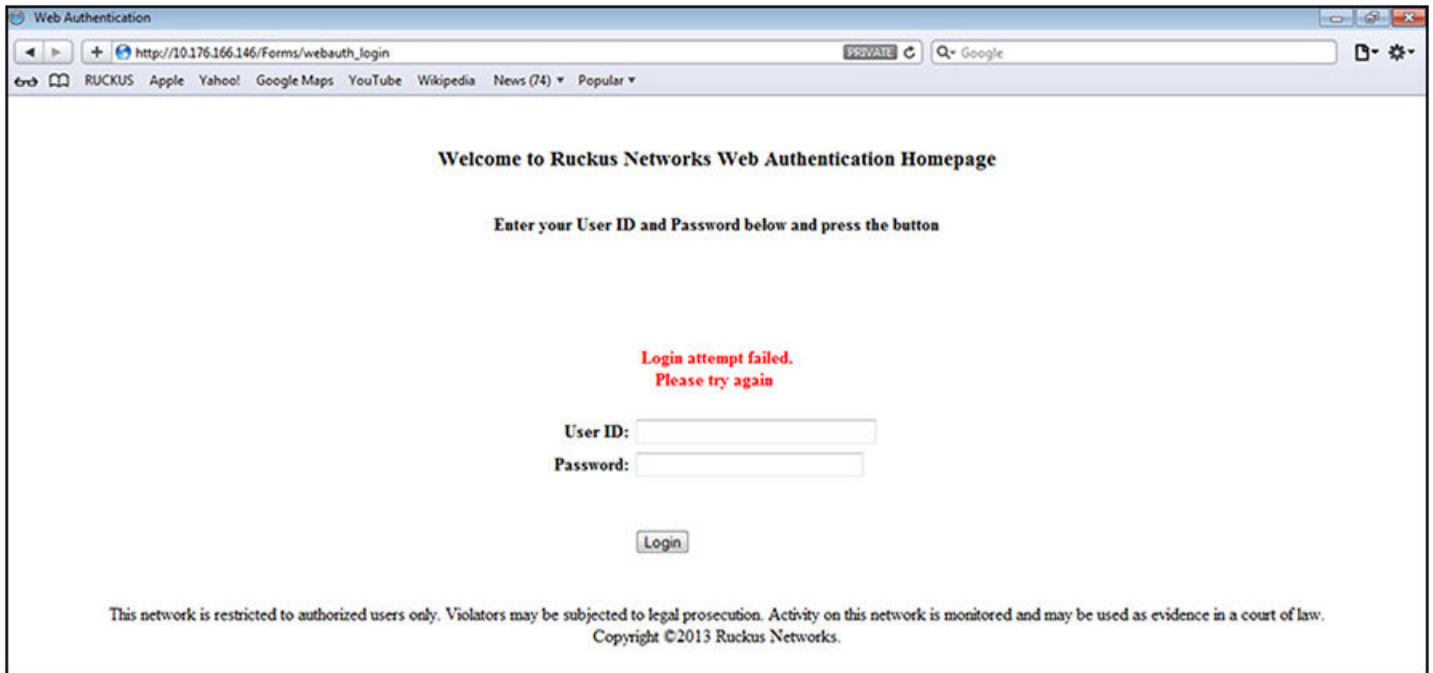 Web Authentication
http://10.176.166.146/Forms/webauth_login PRIVATE Google
RUCKUS Apple Yahoo! Google Maps YouTube Wikipedia News (74) ▾ Popular ▾
Welcome to Ruckus Networks Web Authentication Homepage
Enter your User ID and Password below and press the button
Login attempt failed.
Please try again
User ID:
Password:
Login
This network is restricted to authorized users only. Violators may be subjected to legal prosecution. Activity on this network is monitored and may be used as evidence in a court of law.
Copyright ©2013 Ruckus Networks.